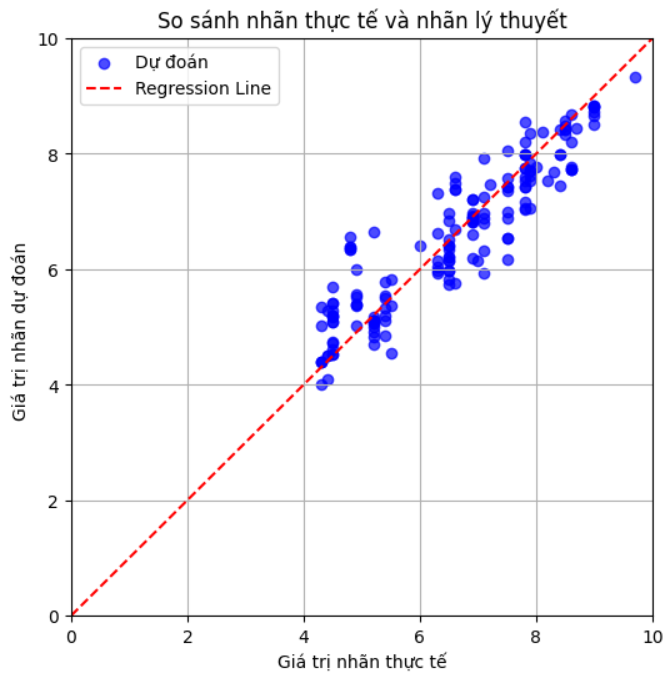 So sánh nhãn thực tế và nhãn lý thuyết
Dự đoán
Regression Line
Giá trị nhãn dự đoán
10
8
6
4
2
0
0 2 4 6 8 10
Giá trị nhãn thực tế